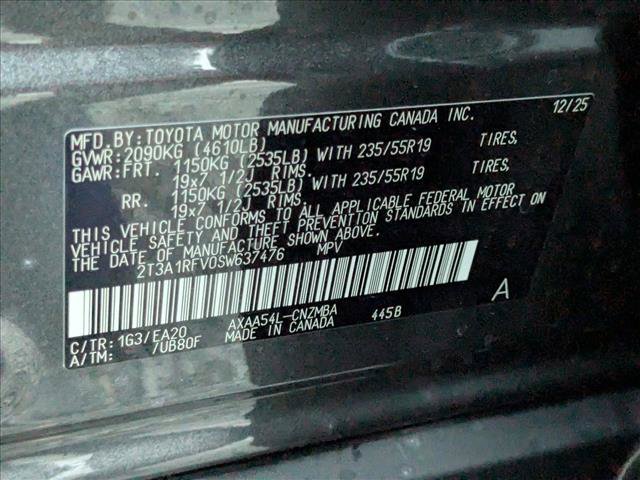 12/25
MFD.BY:TOYOTA MOTOR MANUFACTURING CANADA INC.
GVWR:2090KG (4610LB)
GAWR:FRT. 1150KG (2535LB) WITH 235/55R19 TIRES,
19x7 1/2J RIMS.
RR. 1150KG (2535LB) WITH 235/55R19 TIRES,
19x7 1/2J RIMS.
THIS VEHICLE CONFORMS TO ALL APPLICABLE FEDERAL MOTOR
VEHICLE SAFETY AND THEFT PREVENTION STANDARDS IN EFFECT ON
THE DATE OF MANUFACTURE SHOWN ABOVE.
2T3A1RFV0SW637476 MPV
A
C/TR: 1G3/EA20 AXAA54L-CNZMBA 445B
A/TM: /UB80F MADE IN CANADA